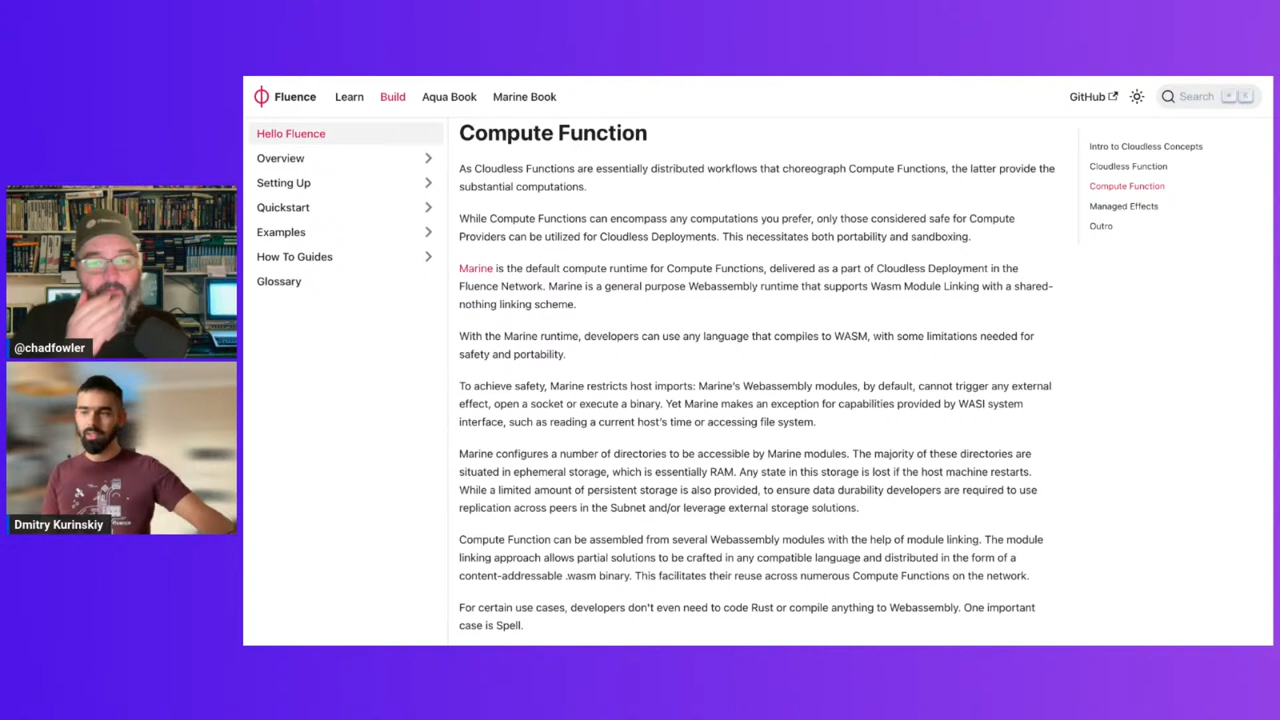 Fluence
Learn
Build
Aqua Book
Marine Book
GitHub
Search
K
Hello Fluence
Overview
Setting Up
Quickstart
Examples
How To Guides
Glossary
Compute Function
As Cloudless Functions are essentially distributed workflows that choreograph Compute Functions, the latter provide the
substantial computations.
While Compute Functions can encompass any computations you prefer, only those considered safe for Compute
Providers can be utilized for Cloudless Deployments. This necessitates both portability and sandboxing.
Marine is the default compute runtime for Compute Functions, delivered as a part of Cloudless Deployment in the
Fluence Network. Marine is a general purpose Webassembly runtime that supports Wasm Module Linking with a shared-
nothing linking scheme.
With the Marine runtime, developers can use any language that compiles to WASM, with some limitations needed for
safety and portability.
To achieve safety, Marine restricts host imports: Marine's Webassembly modules, by default, cannot trigger any external
effect, open a socket or execute a binary. Yet Marine makes an exception for capabilities provided by WASI system
interface, such as reading a current host's time or accessing file system.
Marine configures a number of directories to be accessible by Marine modules. The majority of these directories are
situated in ephemeral storage, which is essentially RAM. Any state in this storage is lost if the host machine restarts.
While a limited amount of persistent storage is also provided, to ensure data durability developers are required to use
replication across peers in the Subnet and/or leverage external storage solutions.
Compute Function can be assembled from several Webassembly modules with the help of module linking. The module
linking approach allows partial solutions to be crafted in any compatible language and distributed in the form of a
content-addressable .wasm binary. This facilitates their reuse across numerous Compute Functions on the network.
For certain use cases, developers don't even need to code Rust or compile anything to Webassembly. One important
case is Spell.
Intro to Cloudless Concepts
Cloudless Function
Compute Function
Managed Effects
Outro
@chadfowler
Dmitry Kurinskiy